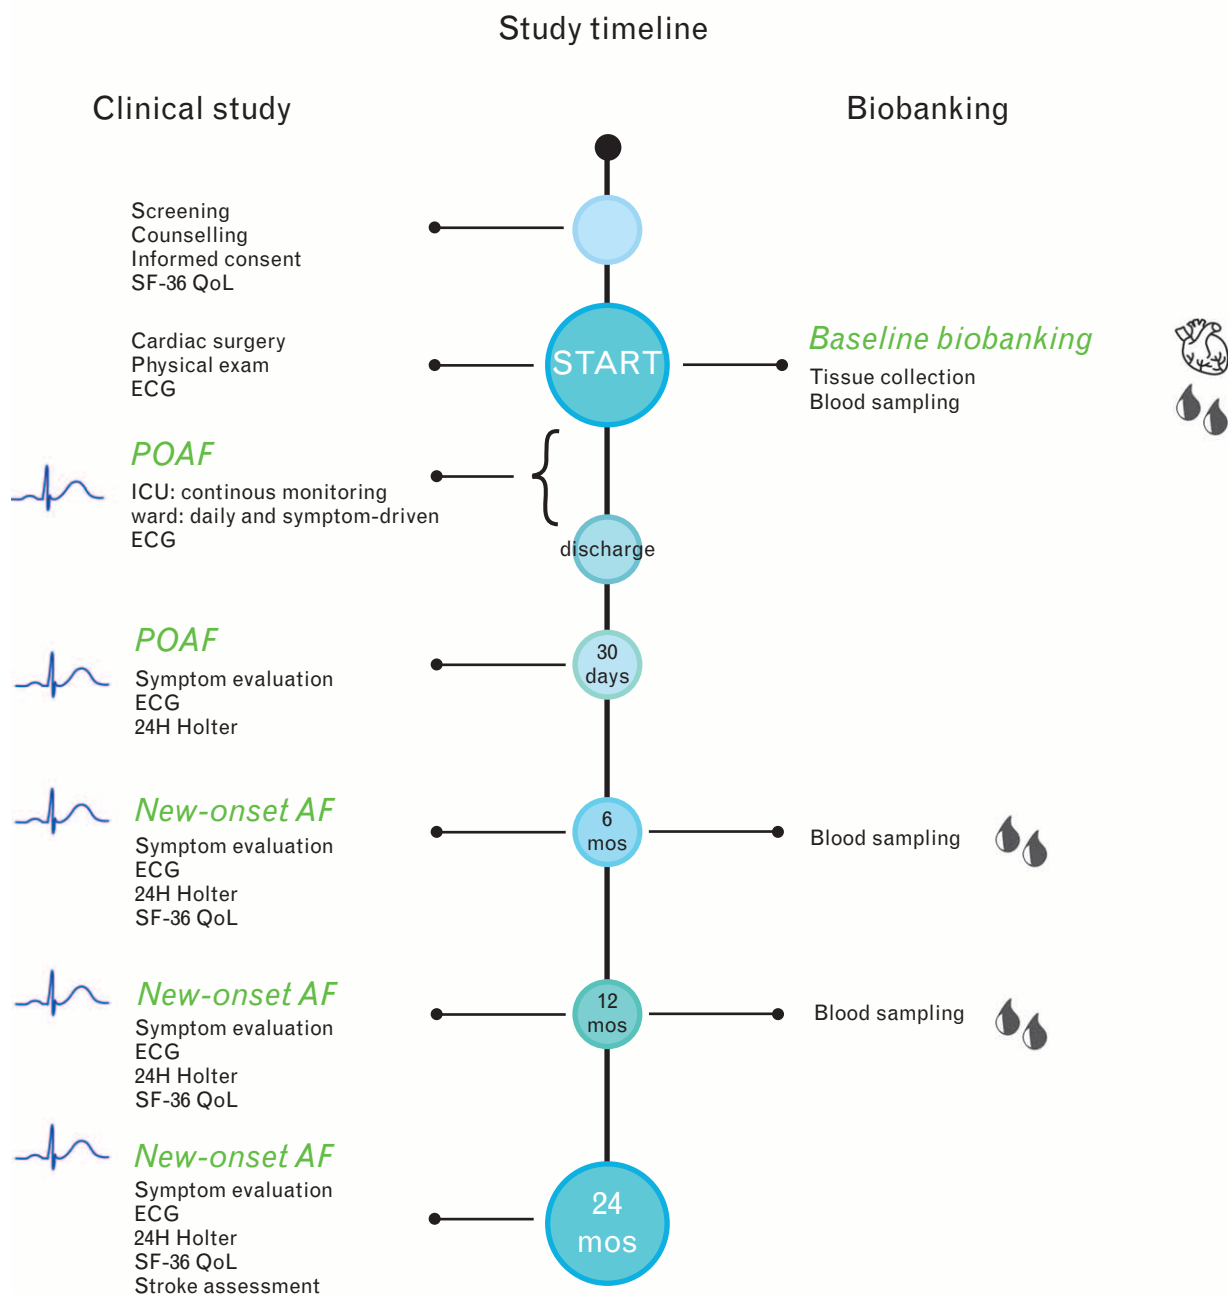 Study timeline
Clinical study
Biobanking
Screening
Counselling
Informed consent
SF-36 QoL
Cardiac surgery
Physical exam
ECG
START
Baseline biobanking
Tissue collection
Blood sampling
POAF
ICU: continous monitoring
ward: daily and symptom-driven
ECG
discharge
POAF
Symptom evaluation
ECG
24H Holter
30
days
New-onset AF
Symptom evaluation
ECG
24H Holter
SF-36 QoL
6
mos
Blood sampling
New-onset AF
Symptom evaluation
ECG
24H Holter
SF-36 QoL
12
mos
Blood sampling
New-onset AF
Symptom evaluation
ECG
24H Holter
SF-36 QoL
Stroke assessment
24
mos